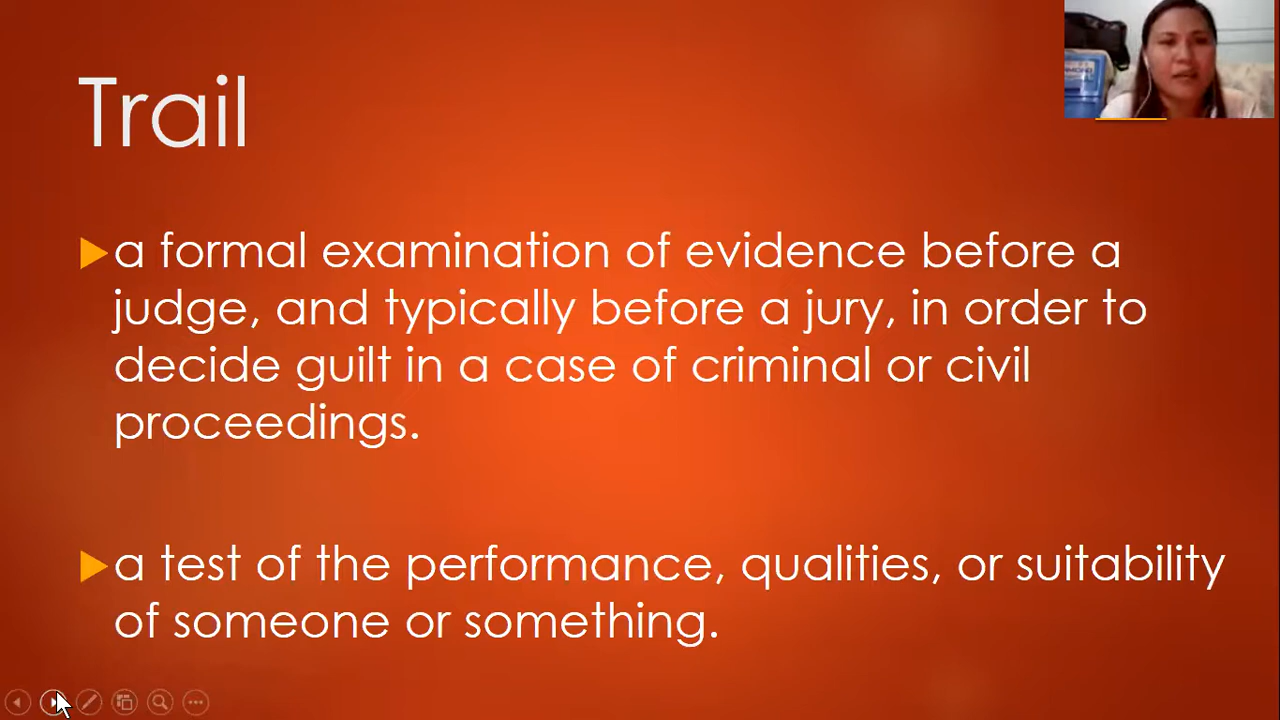 Trail
a formal examination of evidence before a
judge, and typically before a jury, in order to
decide guilt in a case of criminal or civil
proceedings.
a test of the performance, qualities, or suitability
of someone or something.